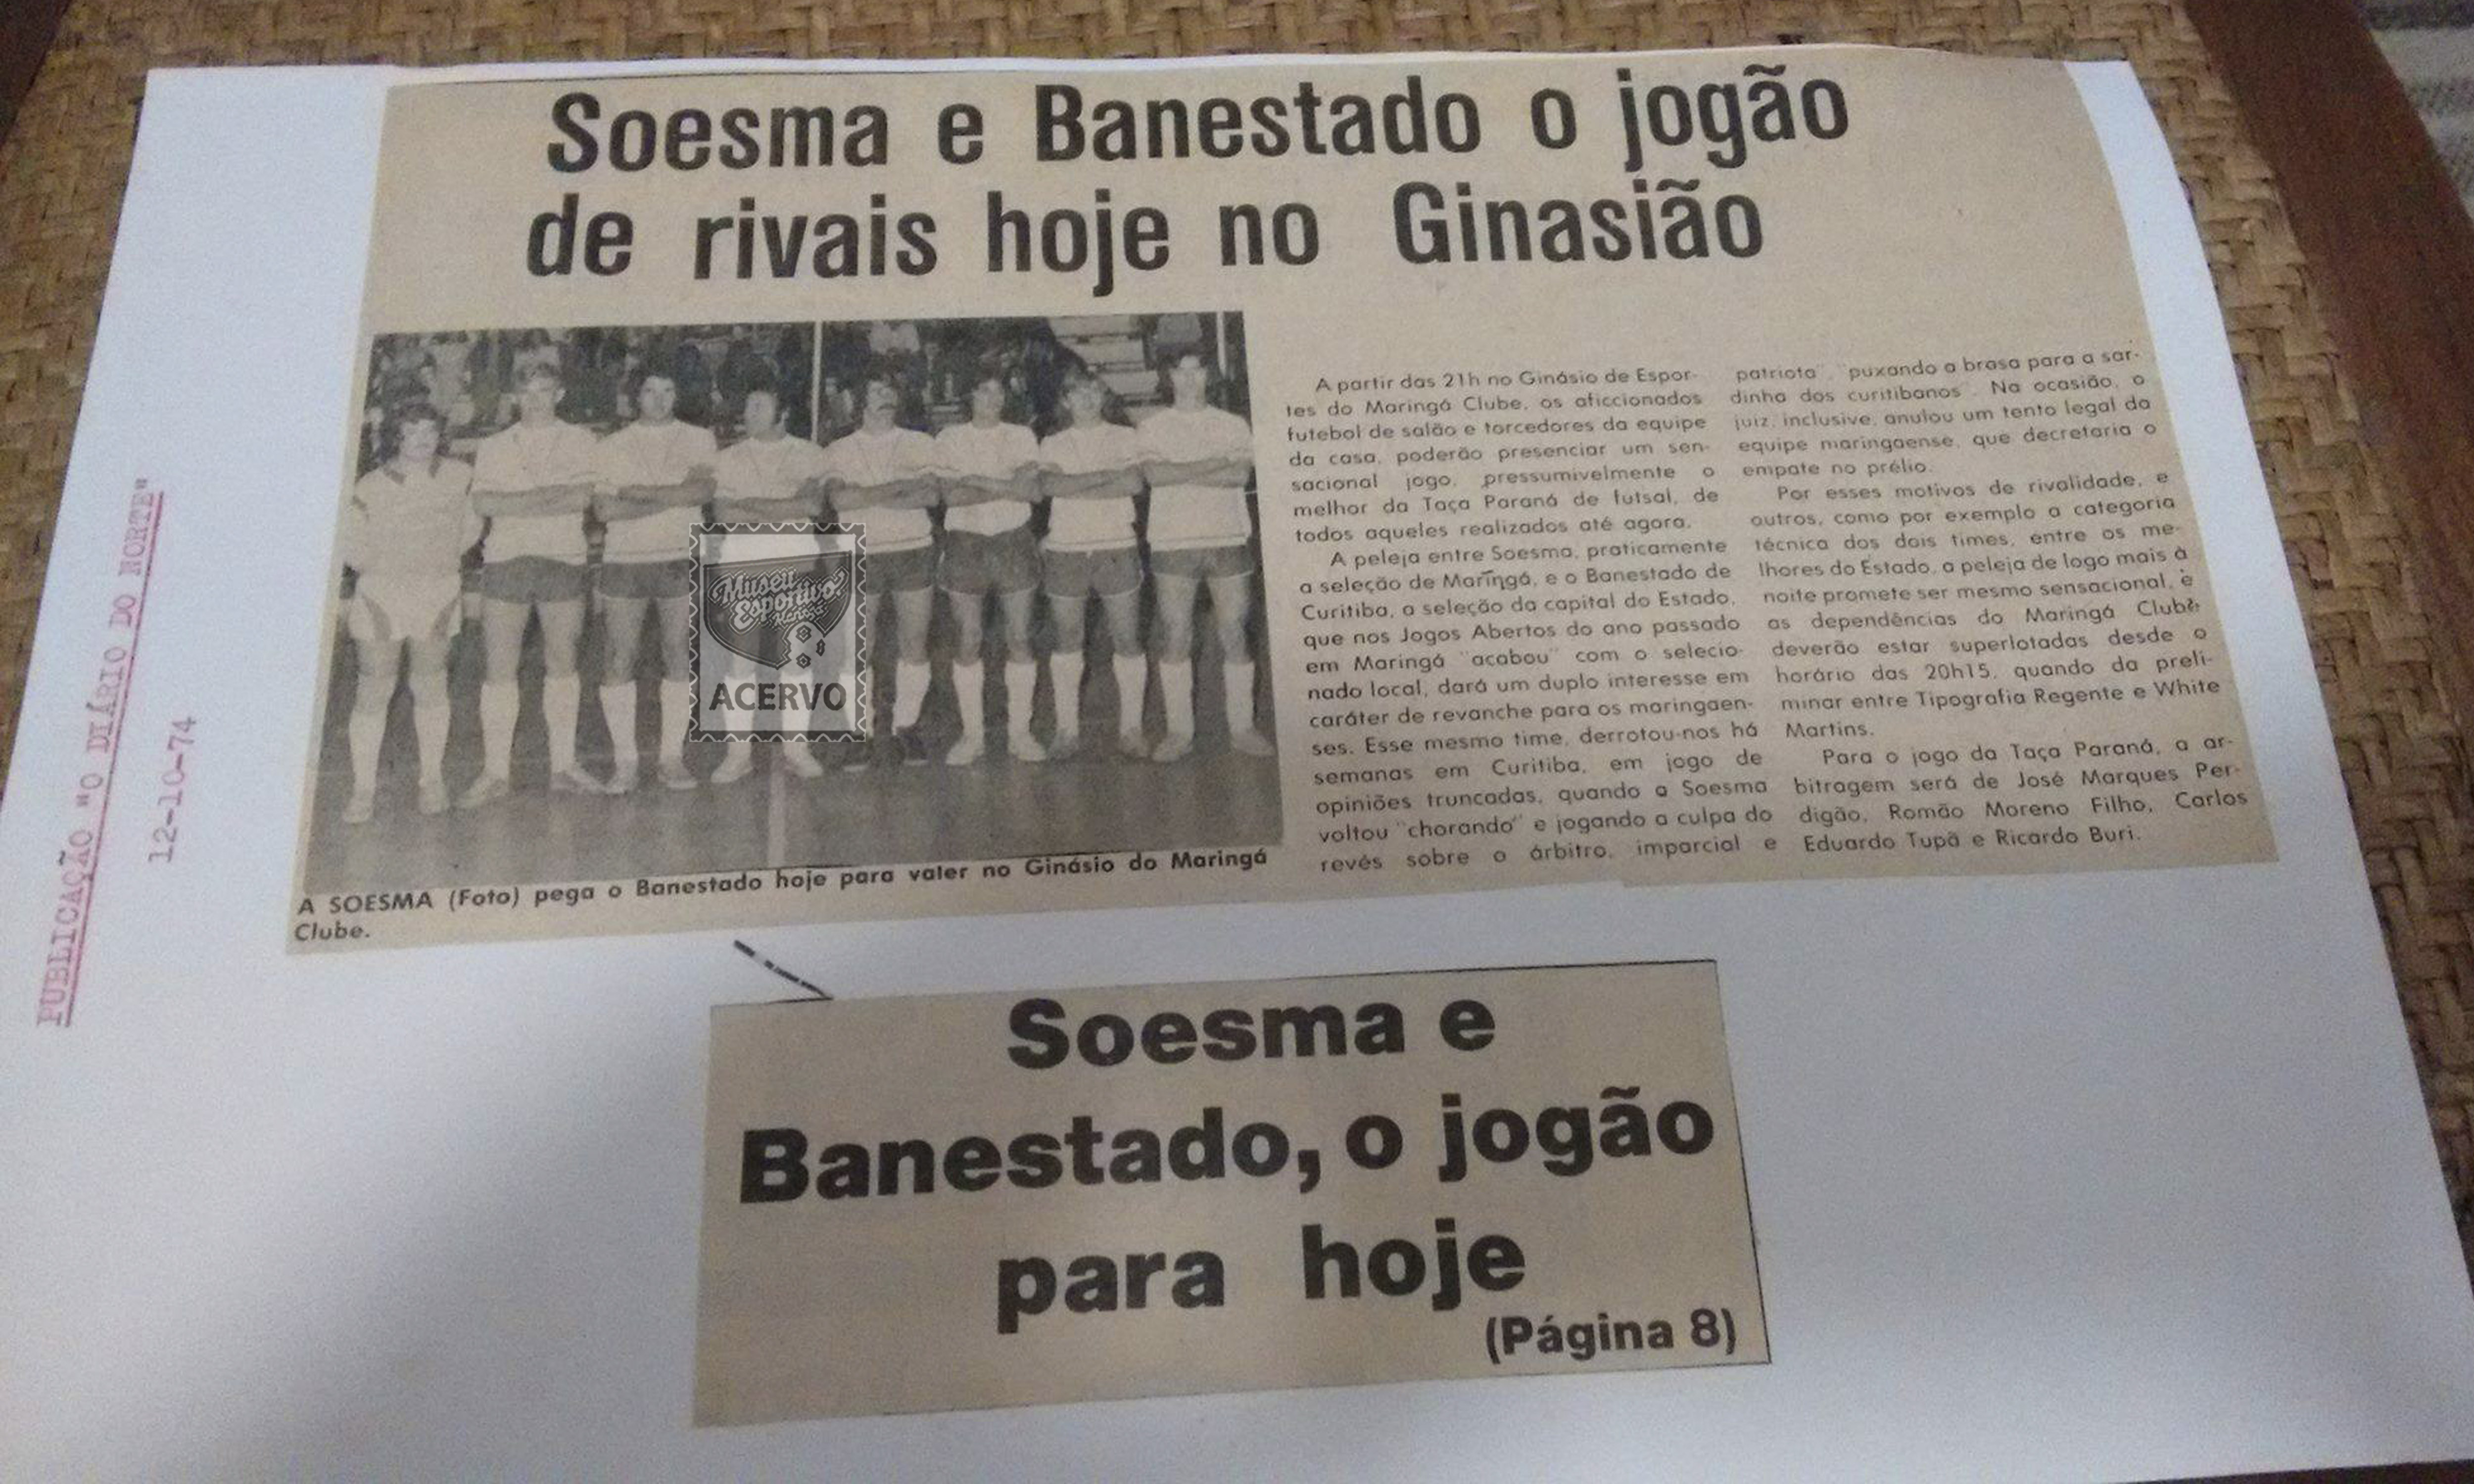 Soesma e Banestado o jogão
de rivais hoje no Ginasião
A partir das 21h no Ginásio de Espor-
tes do Maringá Clube, os aficcionados
futebol de salão e torcedores da equipe
da casa, poderão presenciar um sen-
sacional jogo, pressumivelmente o
melhor da Taça Paraná de futsal, de
todos aqueles realizados até agora.
A peleja entre Soesma, praticamente
a seleção de Maringá, e o Banestado de
Curitiba, a seleção da capital do Estado,
que nos Jogos Abertos do ano passado
em Maringá "acabou" com o selecio-
nado local, dará um duplo interesse em
caráter de revanche para os maringaen-
ses. Esse mesmo time, derrotou-nos há
semanas em Curitiba, em jogo de
opiniões truncadas, quando a Soesma
voltou "chorando" e jogando a culpa do
revés sobre o árbitro, imparcial e
patriota", "puxando a brasa para a sar-
dinha dos curitibanos". Na ocasião, o
juiz, inclusive, anulou um tento legal da
equipe maringaense, que decretaria o
empate no prélio.
Por esses motivos de rivalidade, e
outros, como por exemplo a categoria
técnica dos dois times, entre os me-
lhores do Estado, a peleja de logo mais à
noite promete ser mesmo sensacional, e
as dependências do Maringá Clube
deverão estar superlotadas desde o
horário das 20h15, quando da preli-
minar entre Tipografia Regente e White
Martins.
Para o jogo da Taça Paraná, a ar-
bitragem será de José Marques Per-
digão, Romão Moreno Filho, Carlos
Eduardo Tupã e Ricardo Buri.
A SOESMA (Foto) pega o Banestado hoje para valer no Ginásio do Maringá
Clube.
Museu
Esportivo
Maringá
ACERVO
PUBLICAÇÃO "O DIÁRIO DO NORTE"
12-10-74
Soesma e
Banestado, o jogão
para hoje
(Página 8)